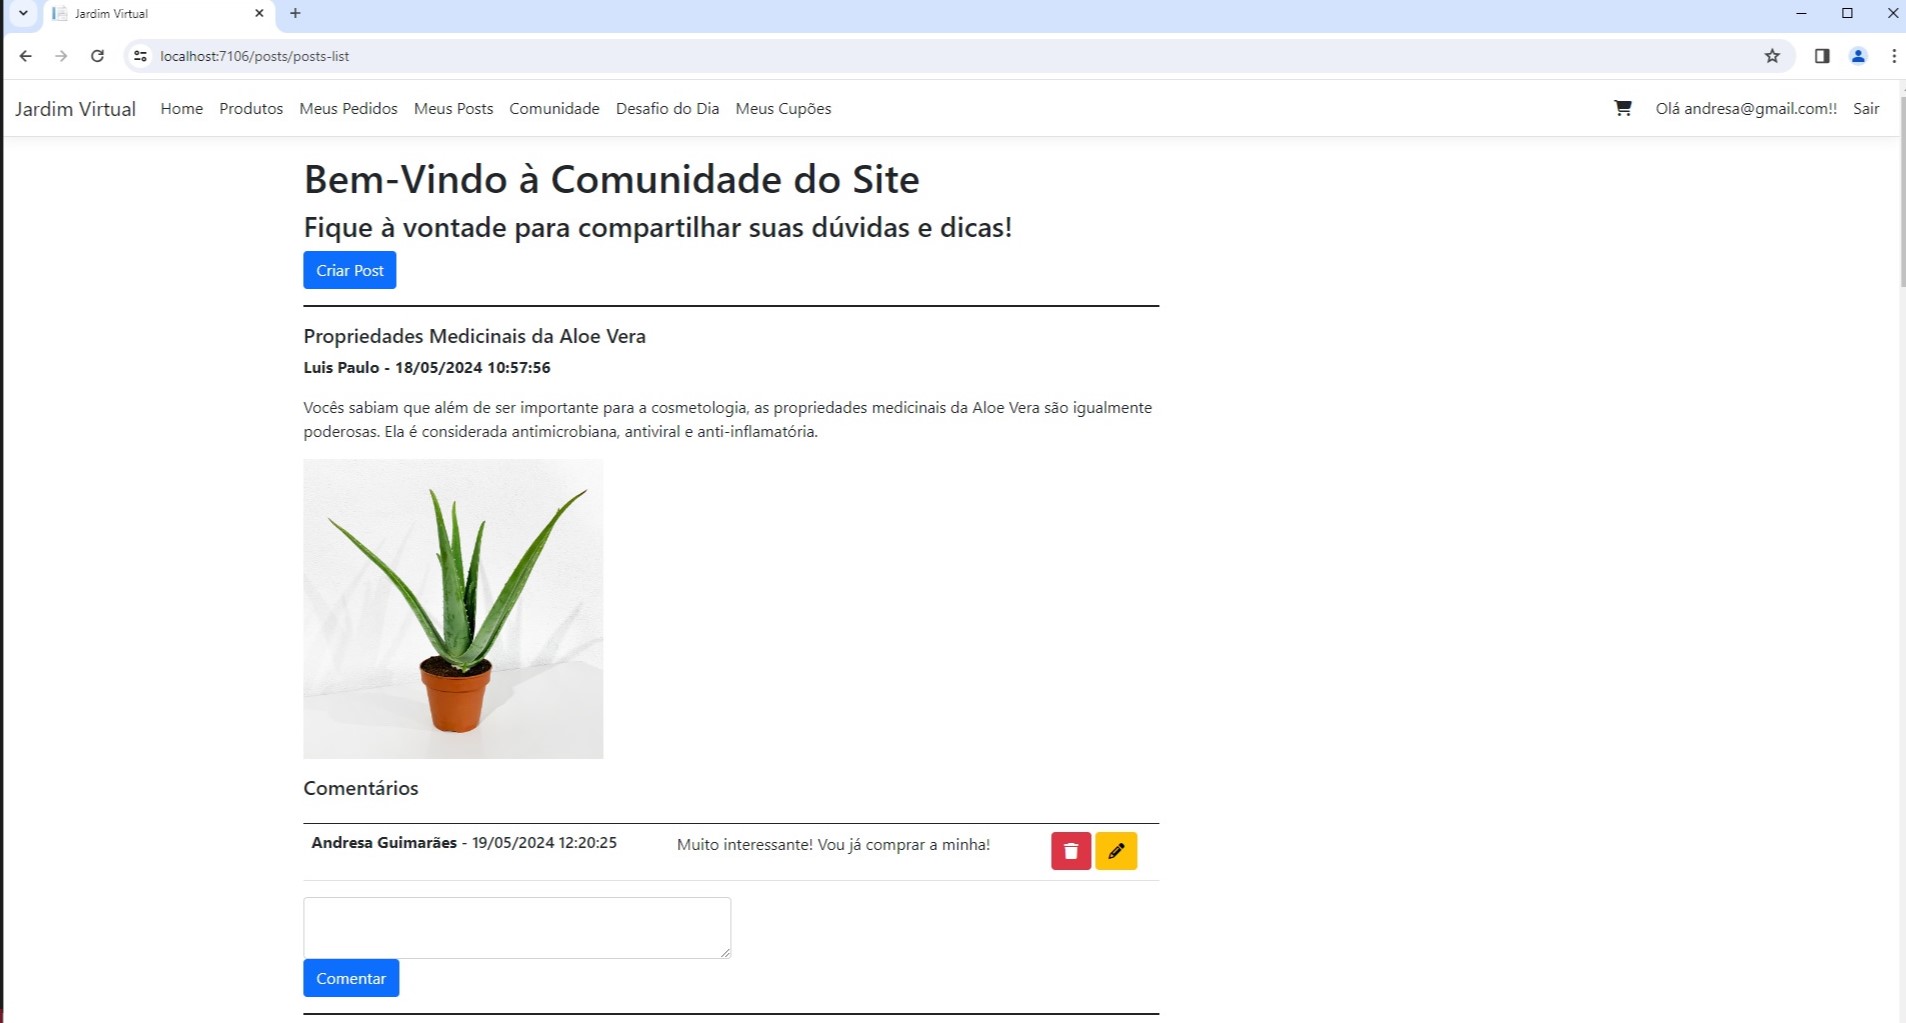 Jardim Virtual
localhost:7106/posts/posts-list
Jardim Virtual Home Produtos Meus Pedidos Meus Posts Comunidade Desafio do Dia Meus Cupões Olá andresa@gmail.com!! Sair
Bem-Vindo à Comunidade do Site
Fique à vontade para compartilhar suas dúvidas e dicas!
Criar Post
Propriedades Medicinais da Aloe Vera
Luis Paulo - 18/05/2024 10:57:56
Vocês sabiam que além de ser importante para a cosmetologia, as propriedades medicinais da Aloe Vera são igualmente
poderosas. Ela é considerada antimicrobiana, antiviral e anti-inflamatória.
Comentários
Andresa Guimarães - 19/05/2024 12:20:25 Muito interessante! Vou já comprar a minha!
Comentar